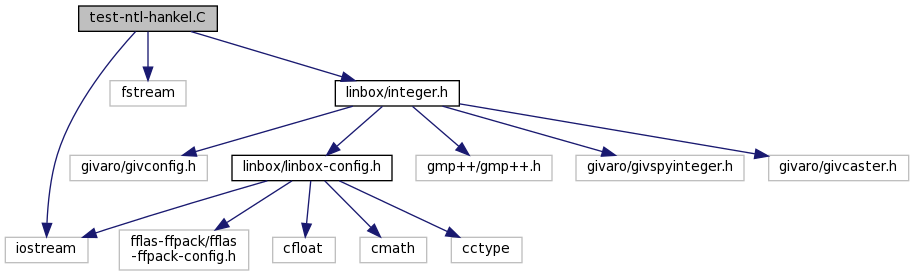 test-ntl-hankel.C
fstream
linbox/integer.h
givaro/givconfig.h
linbox/linbox-config.h
gmp++/gmp++.h
givaro/givspyinteger.h
givaro/givcaster.h
iostream
fflas-ffpack/fflas
-ffpack-config.h
cfloat
cmath
cctype